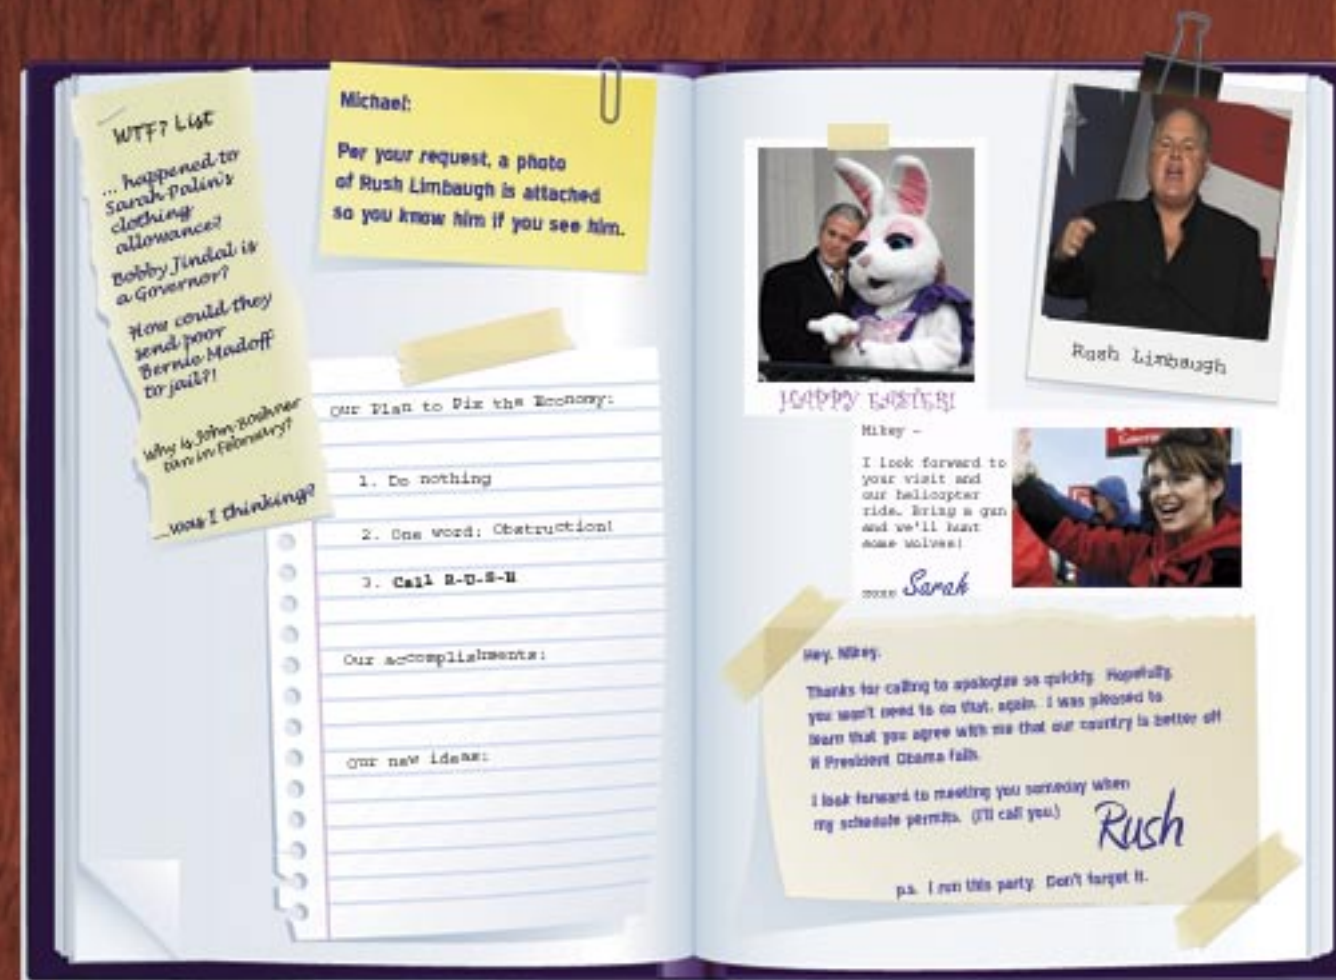 WTF? List
... happened to
Sarah Palin's
clothing
allowance?
Bobby Jindal is
a Governor?
How could they
send poor
Bernie Madoff
to jail?!
Why is John Boehner
tan in February?
...was I thinking?
Michael:
Per your request, a photo
of Rush Limbaugh is attached
so you know him if you see him.
Our Plan to Fix the Economy:
1. Do nothing
2. One word: Obstruction!
3. Call R-U-S-H
Our accomplishments:
Our new ideas:
HAPPY EASTER!
Rush Limbaugh
Mikey -
I look forward to
your visit and
our helicopter
ride. Bring a gun
and we'll hunt
some wolves!
xoxo Sarah
Hey, Mikey,
Thanks for calling to apologize so quickly. Hopefully,
you won't need to do that, again. I was pleased to
learn that you agree with me that our country is better off
if President Obama fails.
I look forward to meeting you someday when
my schedule permits. (I'll call you.)
Rush
p.s. I run this party. Don't forget it.